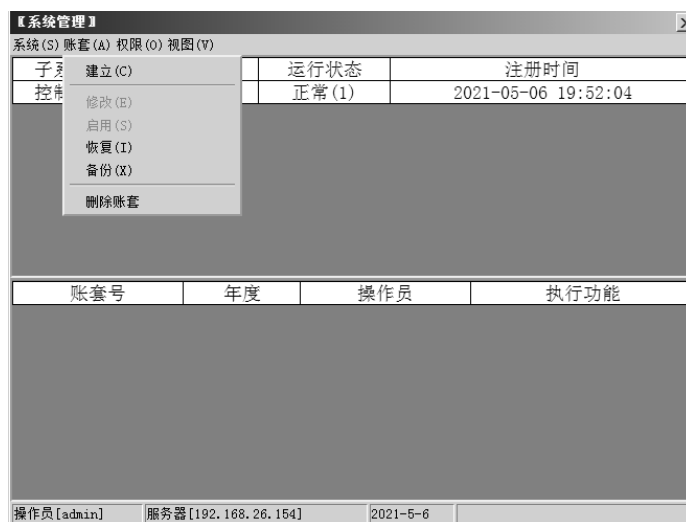 〖系统管理〗
系统(S) 账套(A) 权限(O) 视图(V)
子 运行状态 注册时间
建立(C)
控制 正常(1) 2021-05-06 19:52:04
修改(E)
启用(S)
恢复(I)
备份(X)
删除账套
账套号 年度 操作员 执行功能
操作员[admin] 服务器[192.168.26.154] 2021-5-6